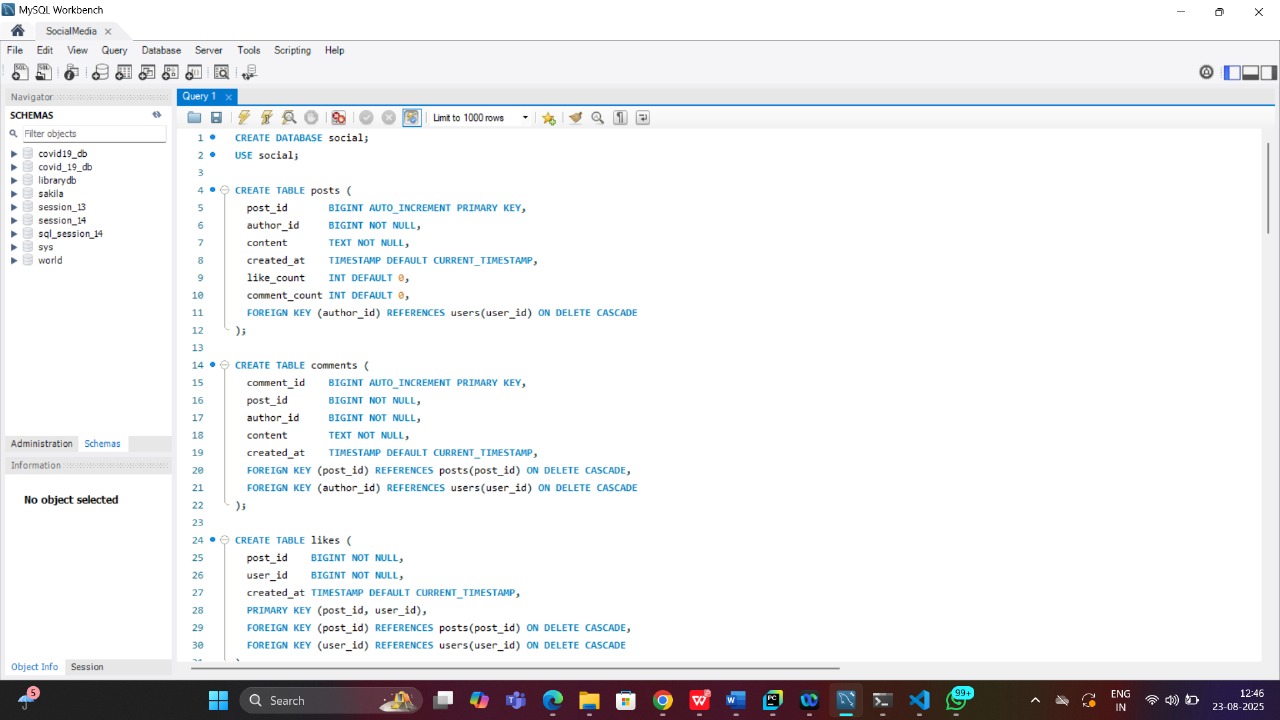 MySQL Workbench
SocialMedia
File Edit View Query Database Server Tools Scripting Help
Navigator
SCHEMAS
Filter objects
covid19_db
covid_19_db
librarydb
sakila
session_13
session_14
sql_session_14
sys
world
Administration Schemas
Information
No object selected
Object Info Session
Query 1
Limit to 1000 rows
1 CREATE DATABASE social;
2 USE social;
3
4 CREATE TABLE posts (
5 post_id BIGINT AUTO_INCREMENT PRIMARY KEY,
6 author_id BIGINT NOT NULL,
7 content TEXT NOT NULL,
8 created_at TIMESTAMP DEFAULT CURRENT_TIMESTAMP,
9 like_count INT DEFAULT 0,
10 comment_count INT DEFAULT 0,
11 FOREIGN KEY (author_id) REFERENCES users(user_id) ON DELETE CASCADE
12 );
13
14 CREATE TABLE comments (
15 comment_id BIGINT AUTO_INCREMENT PRIMARY KEY,
16 post_id BIGINT NOT NULL,
17 author_id BIGINT NOT NULL,
18 content TEXT NOT NULL,
19 created_at TIMESTAMP DEFAULT CURRENT_TIMESTAMP,
20 FOREIGN KEY (post_id) REFERENCES posts(post_id) ON DELETE CASCADE,
21 FOREIGN KEY (author_id) REFERENCES users(user_id) ON DELETE CASCADE
22 );
23
24 CREATE TABLE likes (
25 post_id BIGINT NOT NULL,
26 user_id BIGINT NOT NULL,
27 created_at TIMESTAMP DEFAULT CURRENT_TIMESTAMP,
28 PRIMARY KEY (post_id, user_id),
29 FOREIGN KEY (post_id) REFERENCES posts(post_id) ON DELETE CASCADE,
30 FOREIGN KEY (user_id) REFERENCES users(user_id) ON DELETE CASCADE
5
Search
99+
ENG
IN
12:46
23-08-2025